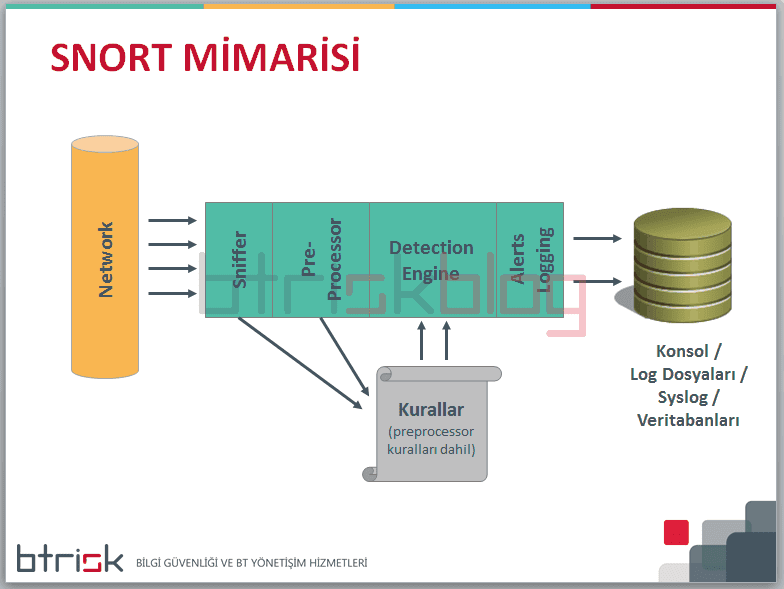 SNORT MİMARİSİ
Network
Sniffer
Pre-
Processor
Detection
Engine
Alerts
Logging
btriskblog
Kurallar
(preprocessor
kuralları dahil)
Konsol /
Log Dosyaları /
Syslog /
Veritabanları
btrisk
BİLGİ GÜVENLİĞİ VE BT YÖNETİŞİM HİZMETLERİ